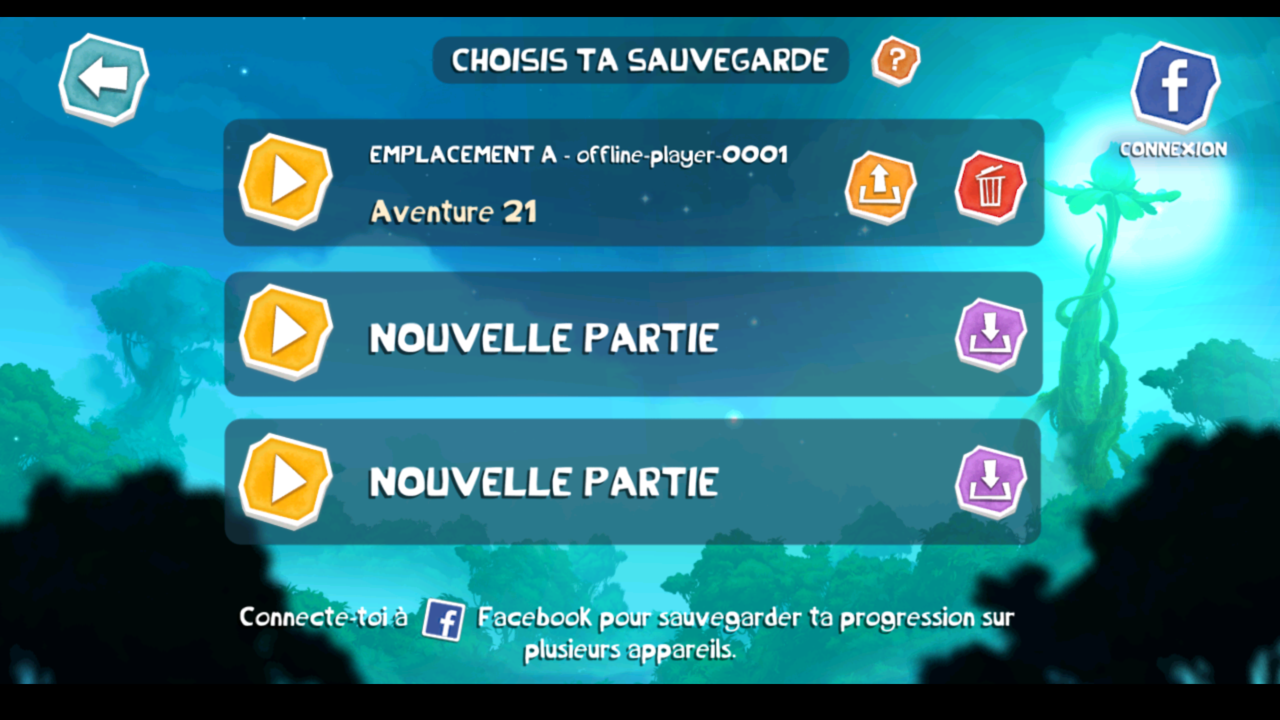 CHOISIS TA SAUVEGARDE ?
CONNEXION
EMPLACEMENT A - offline-player-0001
Aventure 21
NOUVELLE PARTIE
NOUVELLE PARTIE
Connecte-toi à f Facebook pour sauvegarder ta progression sur
plusieurs appareils.